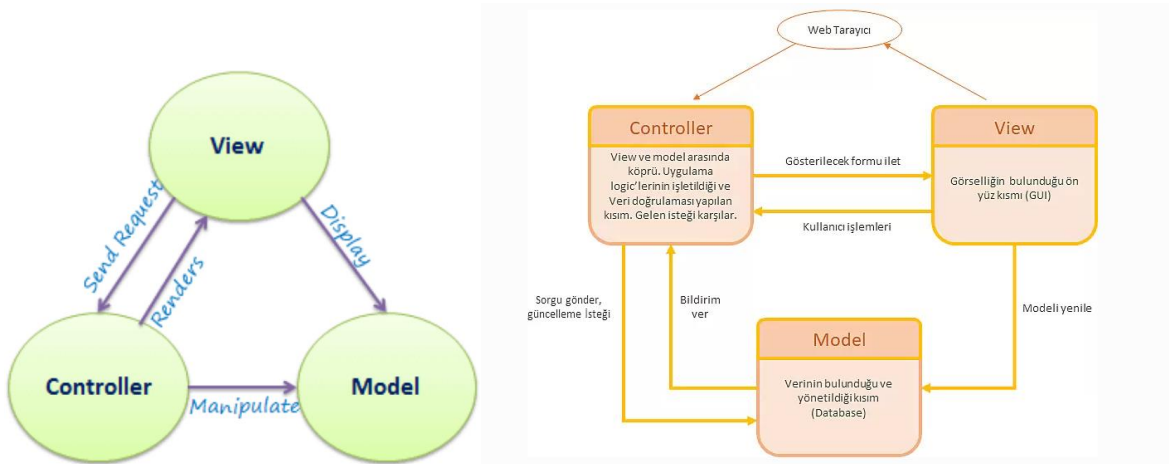 View
Send Request
Renders
Display
Controller
Manipulate
Model
Web Tarayıcı
Controller
View ve model arasında
köprü. Uygulama
logic'lerinin işletildiği ve
Veri doğrulaması yapılan
kısım. Gelen isteği karşılar.
Gösterilecek formu ilet
Kullanıcı işlemleri
View
Görselliğin bulunduğu ön
yüz kısmı (GUI)
Sorgu gönder,
güncelleme İsteği
Bildirim
ver
Modeli yenile
Model
Verinin bulunduğu ve
yönetildiği kısım
(Database)